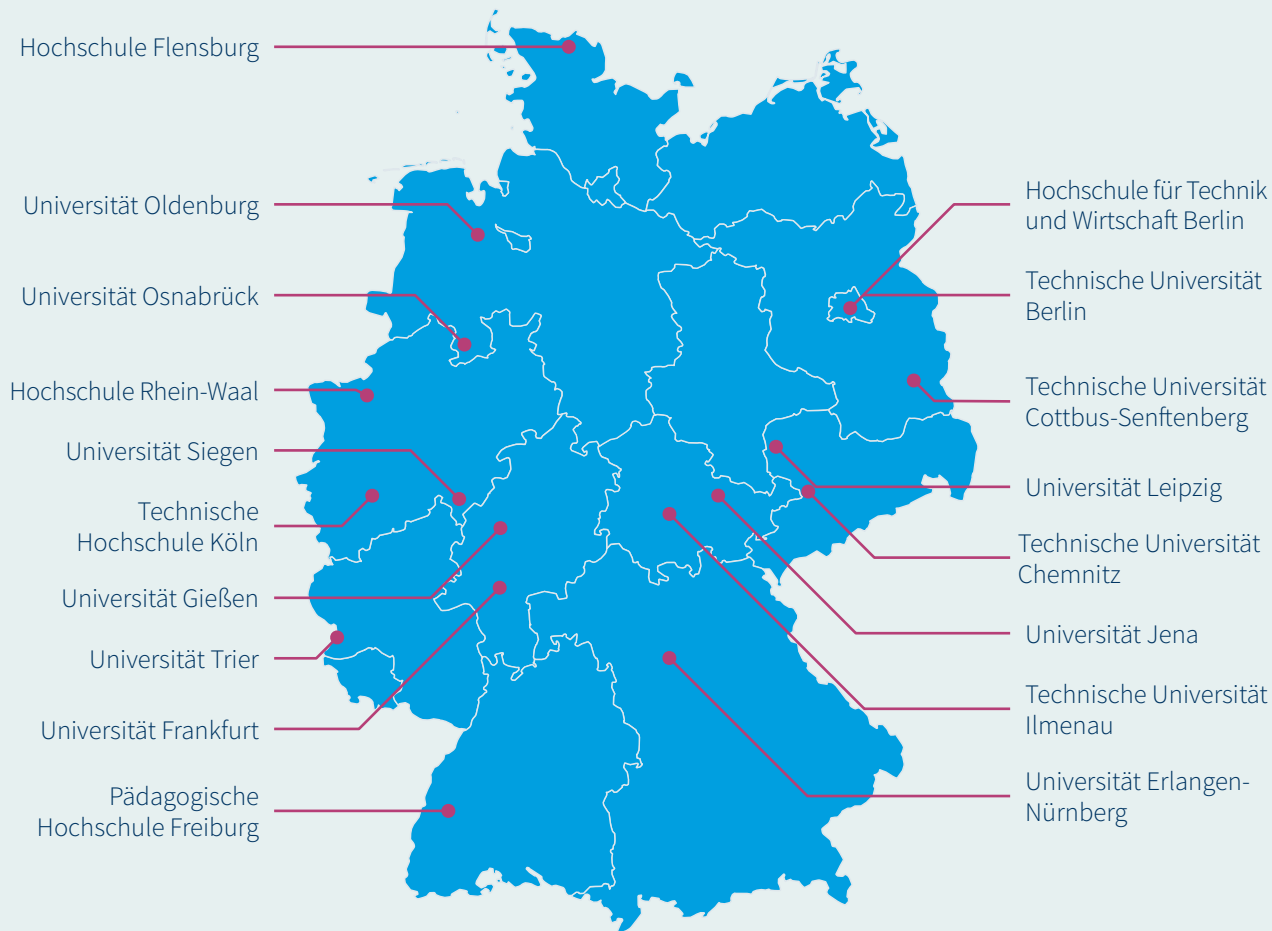 Hochschule Flensburg
Universität Oldenburg
Universität Osnabrück
Hochschule Rhein-Waal
Universität Siegen
Technische
Hochschule Köln
Universität Gießen
Universität Trier
Universität Frankfurt
Pädagogische
Hochschule Freiburg
Hochschule für Technik
und Wirtschaft Berlin
Technische Universität
Berlin
Technische Universität
Cottbus-Senftenberg
Universität Leipzig
Technische Universität
Chemnitz
Universität Jena
Technische Universität
Ilmenau
Universität Erlangen-
Nürnberg